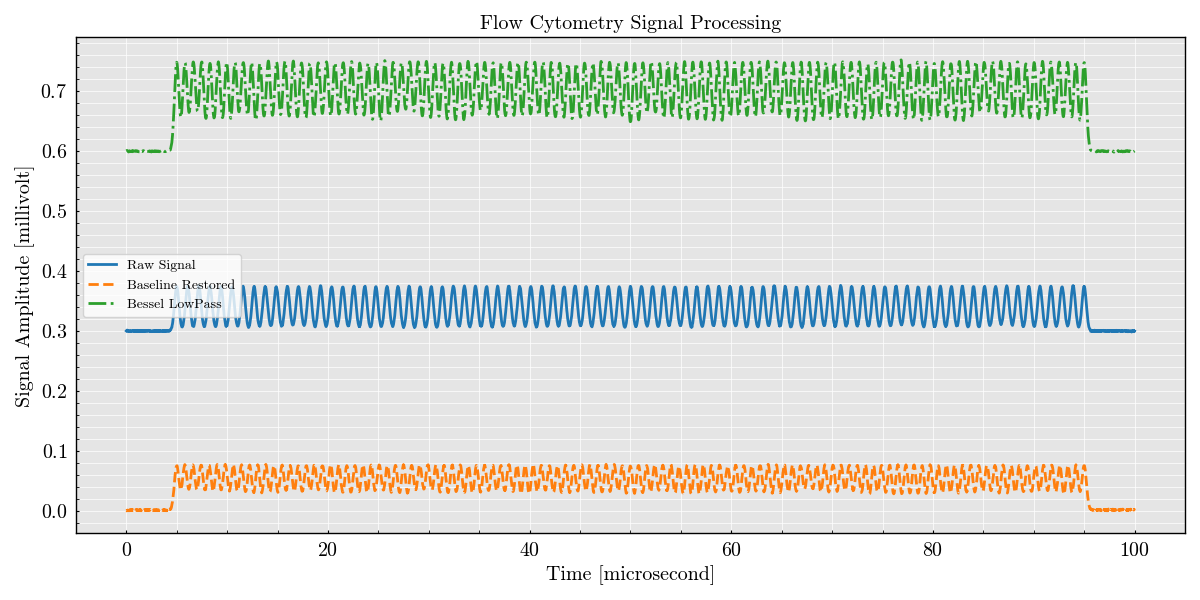 Flow Cytometry Signal Processing
Signal Amplitude [millivolt]
0.7
0.6
0.5
0.4
0.3
0.2
0.1
0.0
Raw Signal
Baseline Restored
Bessel LowPass
0 20 40 60 80 100
Time [microsecond]